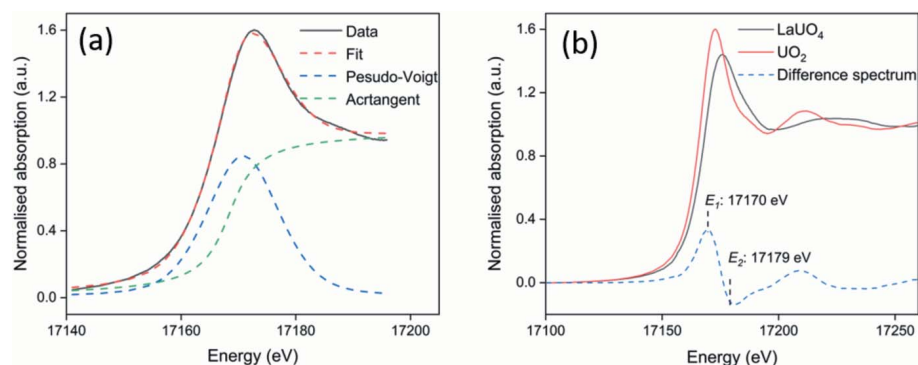 (a)
Data
Fit
Pesudo-Voigt
Acrtangent
1.6
1.2
0.8
0.4
0.0
Normalised absorption (a.u.)
17140 17160 17180 17200
Energy (eV)
(b)
LaUO4
UO2
Difference spectrum
1.6
1.2
0.8
0.4
0.0
Normalised absorption (a.u.)
E1: 17170 eV
E2: 17179 eV
17100 17150 17200 17250
Energy (eV)